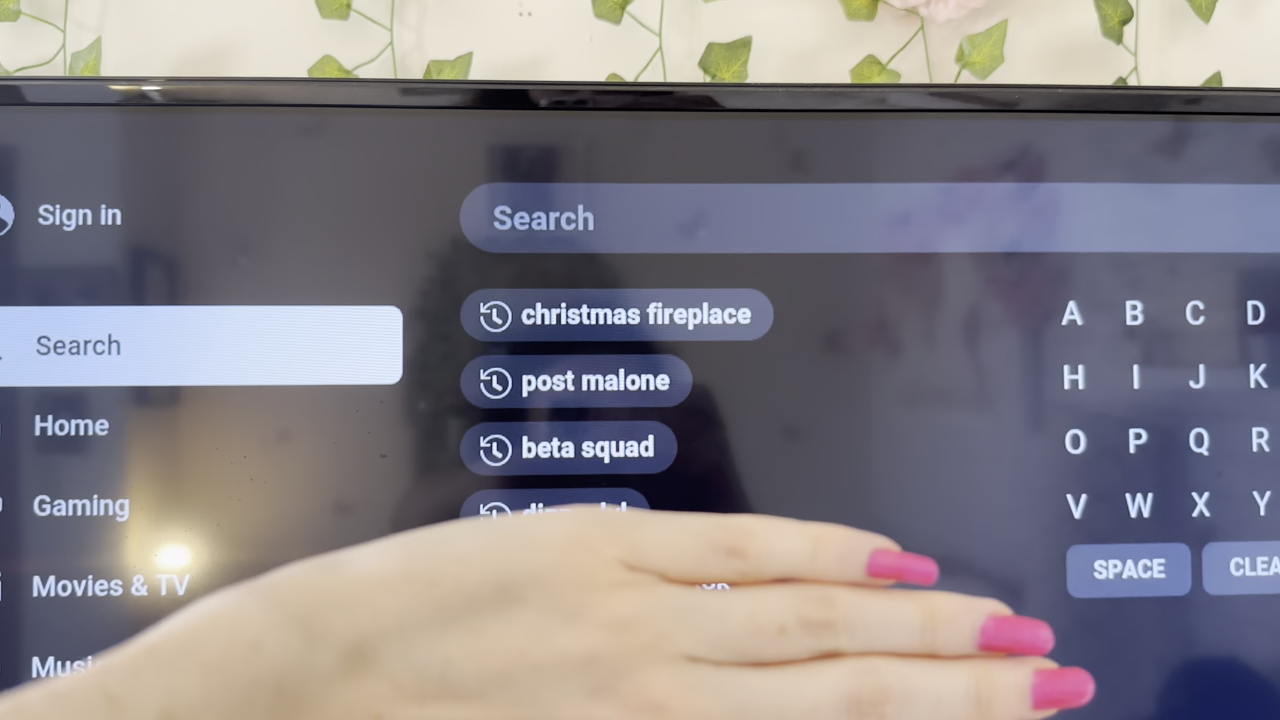 Sign in
Search
Home
Gaming
Movies & TV
Search
christmas fireplace
post malone
beta squad
A B C D
H I J K
O P Q R
V W X Y
SPACE